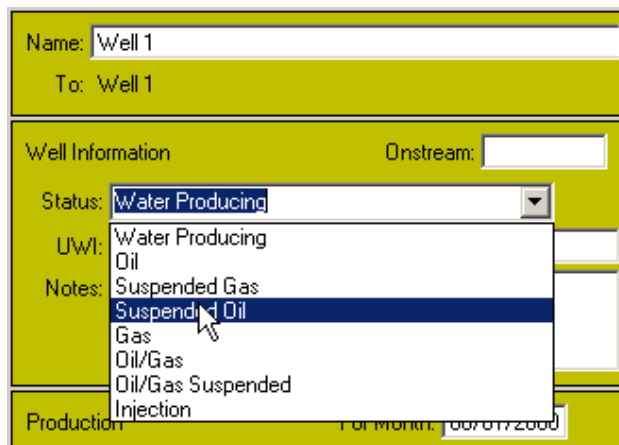 Name: Well 1
To: Well 1
Well Information Onstream:
Status: Water Producing
UWI: Water Producing
Oil
Notes: Suspended Gas
Suspended Oil
Gas
Oil/Gas
Oil/Gas Suspended
Injection
Production Month: